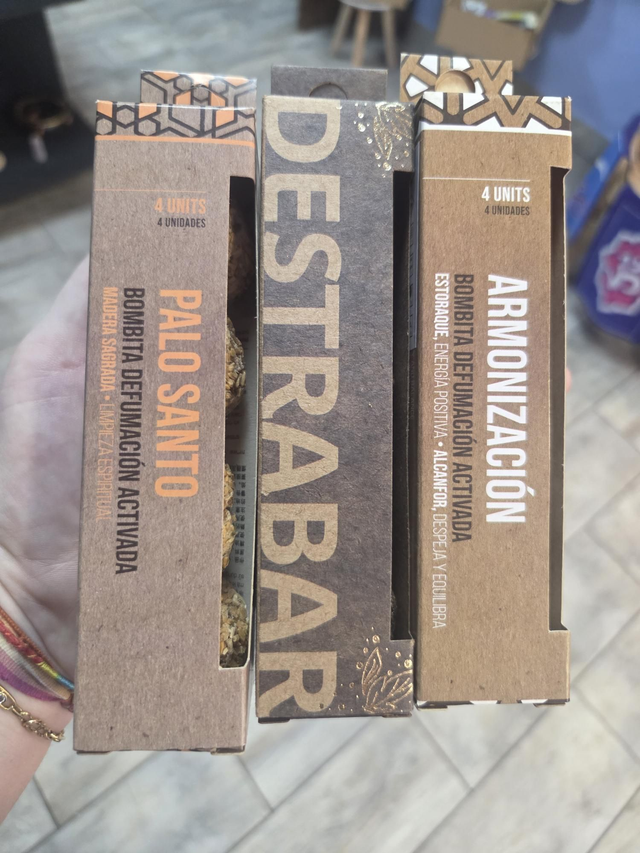 4 UNITS
4 UNIDADES
PALO SANTO
BOMBITA DEFUMACIÓN ACTIVADA
MADERA SAGRADA • LIMPIEZA ESPIRITUAL
DESTRABAR
4 UNITS
4 UNIDADES
ARMONIZACIÓN
BOMBITA DEFUMACIÓN ACTIVADA
ESTORAQUE, ENERGÍA POSITIVA • ALCANFOR, DESPEJA Y EQUILIBRA